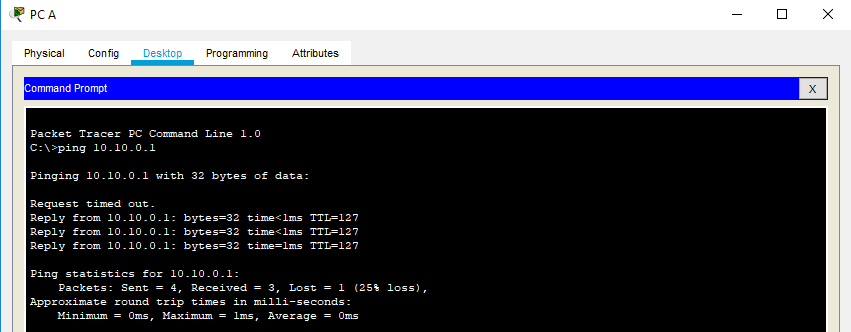 PC A
Physical Config Desktop Programming Attributes
Command Prompt X
Packet Tracer PC Command Line 1.0
C:\>ping 10.10.0.1
Pinging 10.10.0.1 with 32 bytes of data:
Request timed out.
Reply from 10.10.0.1: bytes=32 time<1ms TTL=127
Reply from 10.10.0.1: bytes=32 time<1ms TTL=127
Reply from 10.10.0.1: bytes=32 time=1ms TTL=127
Ping statistics for 10.10.0.1:
    Packets: Sent = 4, Received = 3, Lost = 1 (25% loss),
Approximate round trip times in milli-seconds:
    Minimum = 0ms, Maximum = 1ms, Average = 0ms